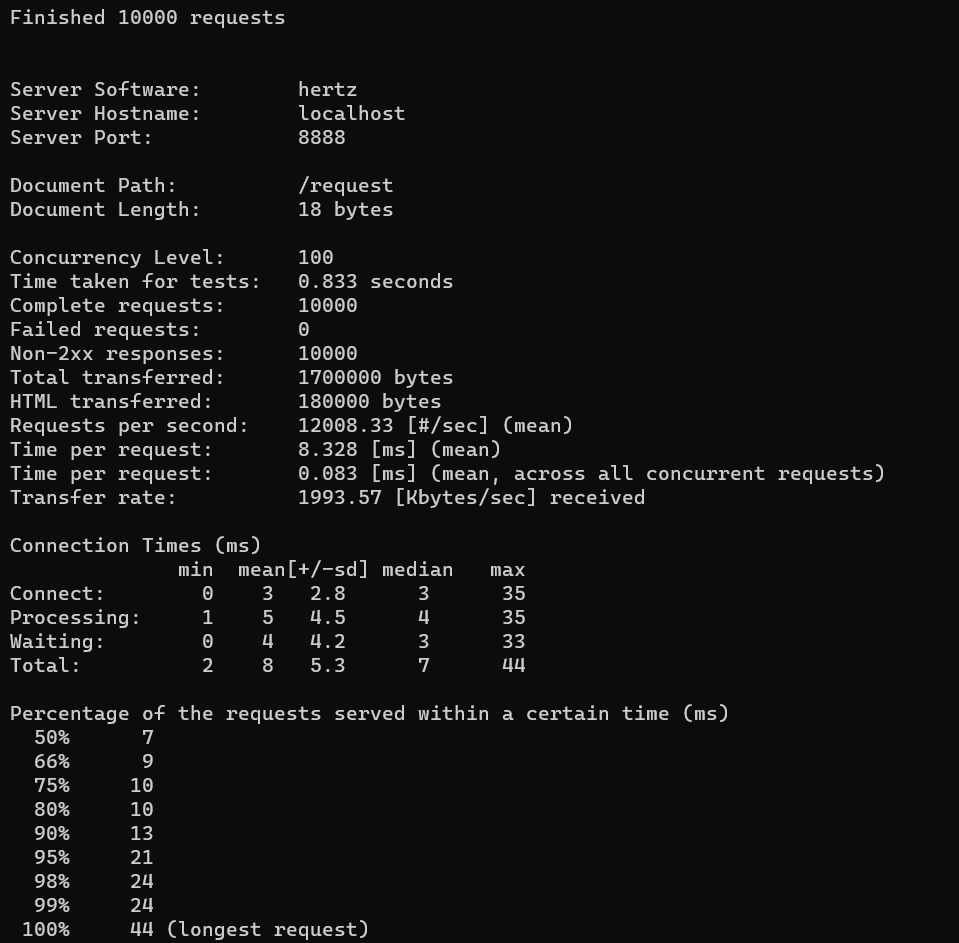 Finished 10000 requests
Server Software: hertz
Server Hostname: localhost
Server Port: 8888
Document Path: /request
Document Length: 18 bytes
Concurrency Level: 100
Time taken for tests: 0.833 seconds
Complete requests: 10000
Failed requests: 0
Non-2xx responses: 10000
Total transferred: 1700000 bytes
HTML transferred: 180000 bytes
Requests per second: 12008.33 [#/sec] (mean)
Time per request: 8.328 [ms] (mean)
Time per request: 0.083 [ms] (mean, across all concurrent requests)
Transfer rate: 1993.57 [Kbytes/sec] received
Connection Times (ms)
min mean[+/-sd] median max
Connect: 0 3 2.8 3 35
Processing: 1 5 4.5 4 35
Waiting: 0 4 4.2 3 33
Total: 2 8 5.3 7 44
Percentage of the requests served within a certain time (ms)
50% 7
66% 9
75% 10
80% 10
90% 13
95% 21
98% 24
99% 24
100% 44 (longest request)